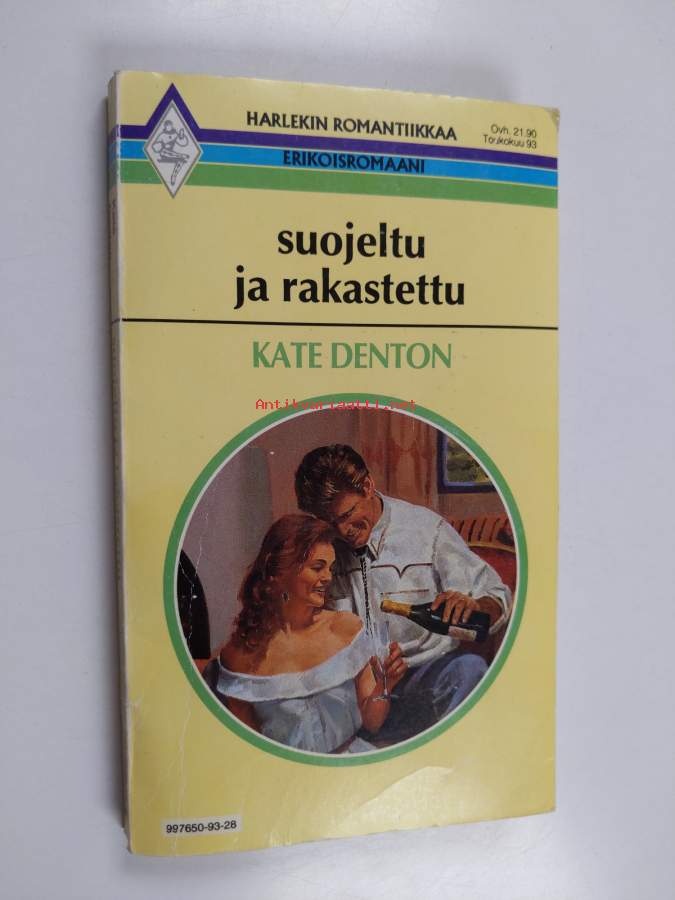 HARLEKIN ROMANTIIKKAA
Ovh. 21.90
Toukokuu 93
ERIKOISROMAANI
suojeltu
ja rakastettu
KATE DENTON
Antikvariaatti.net
997650-93-28